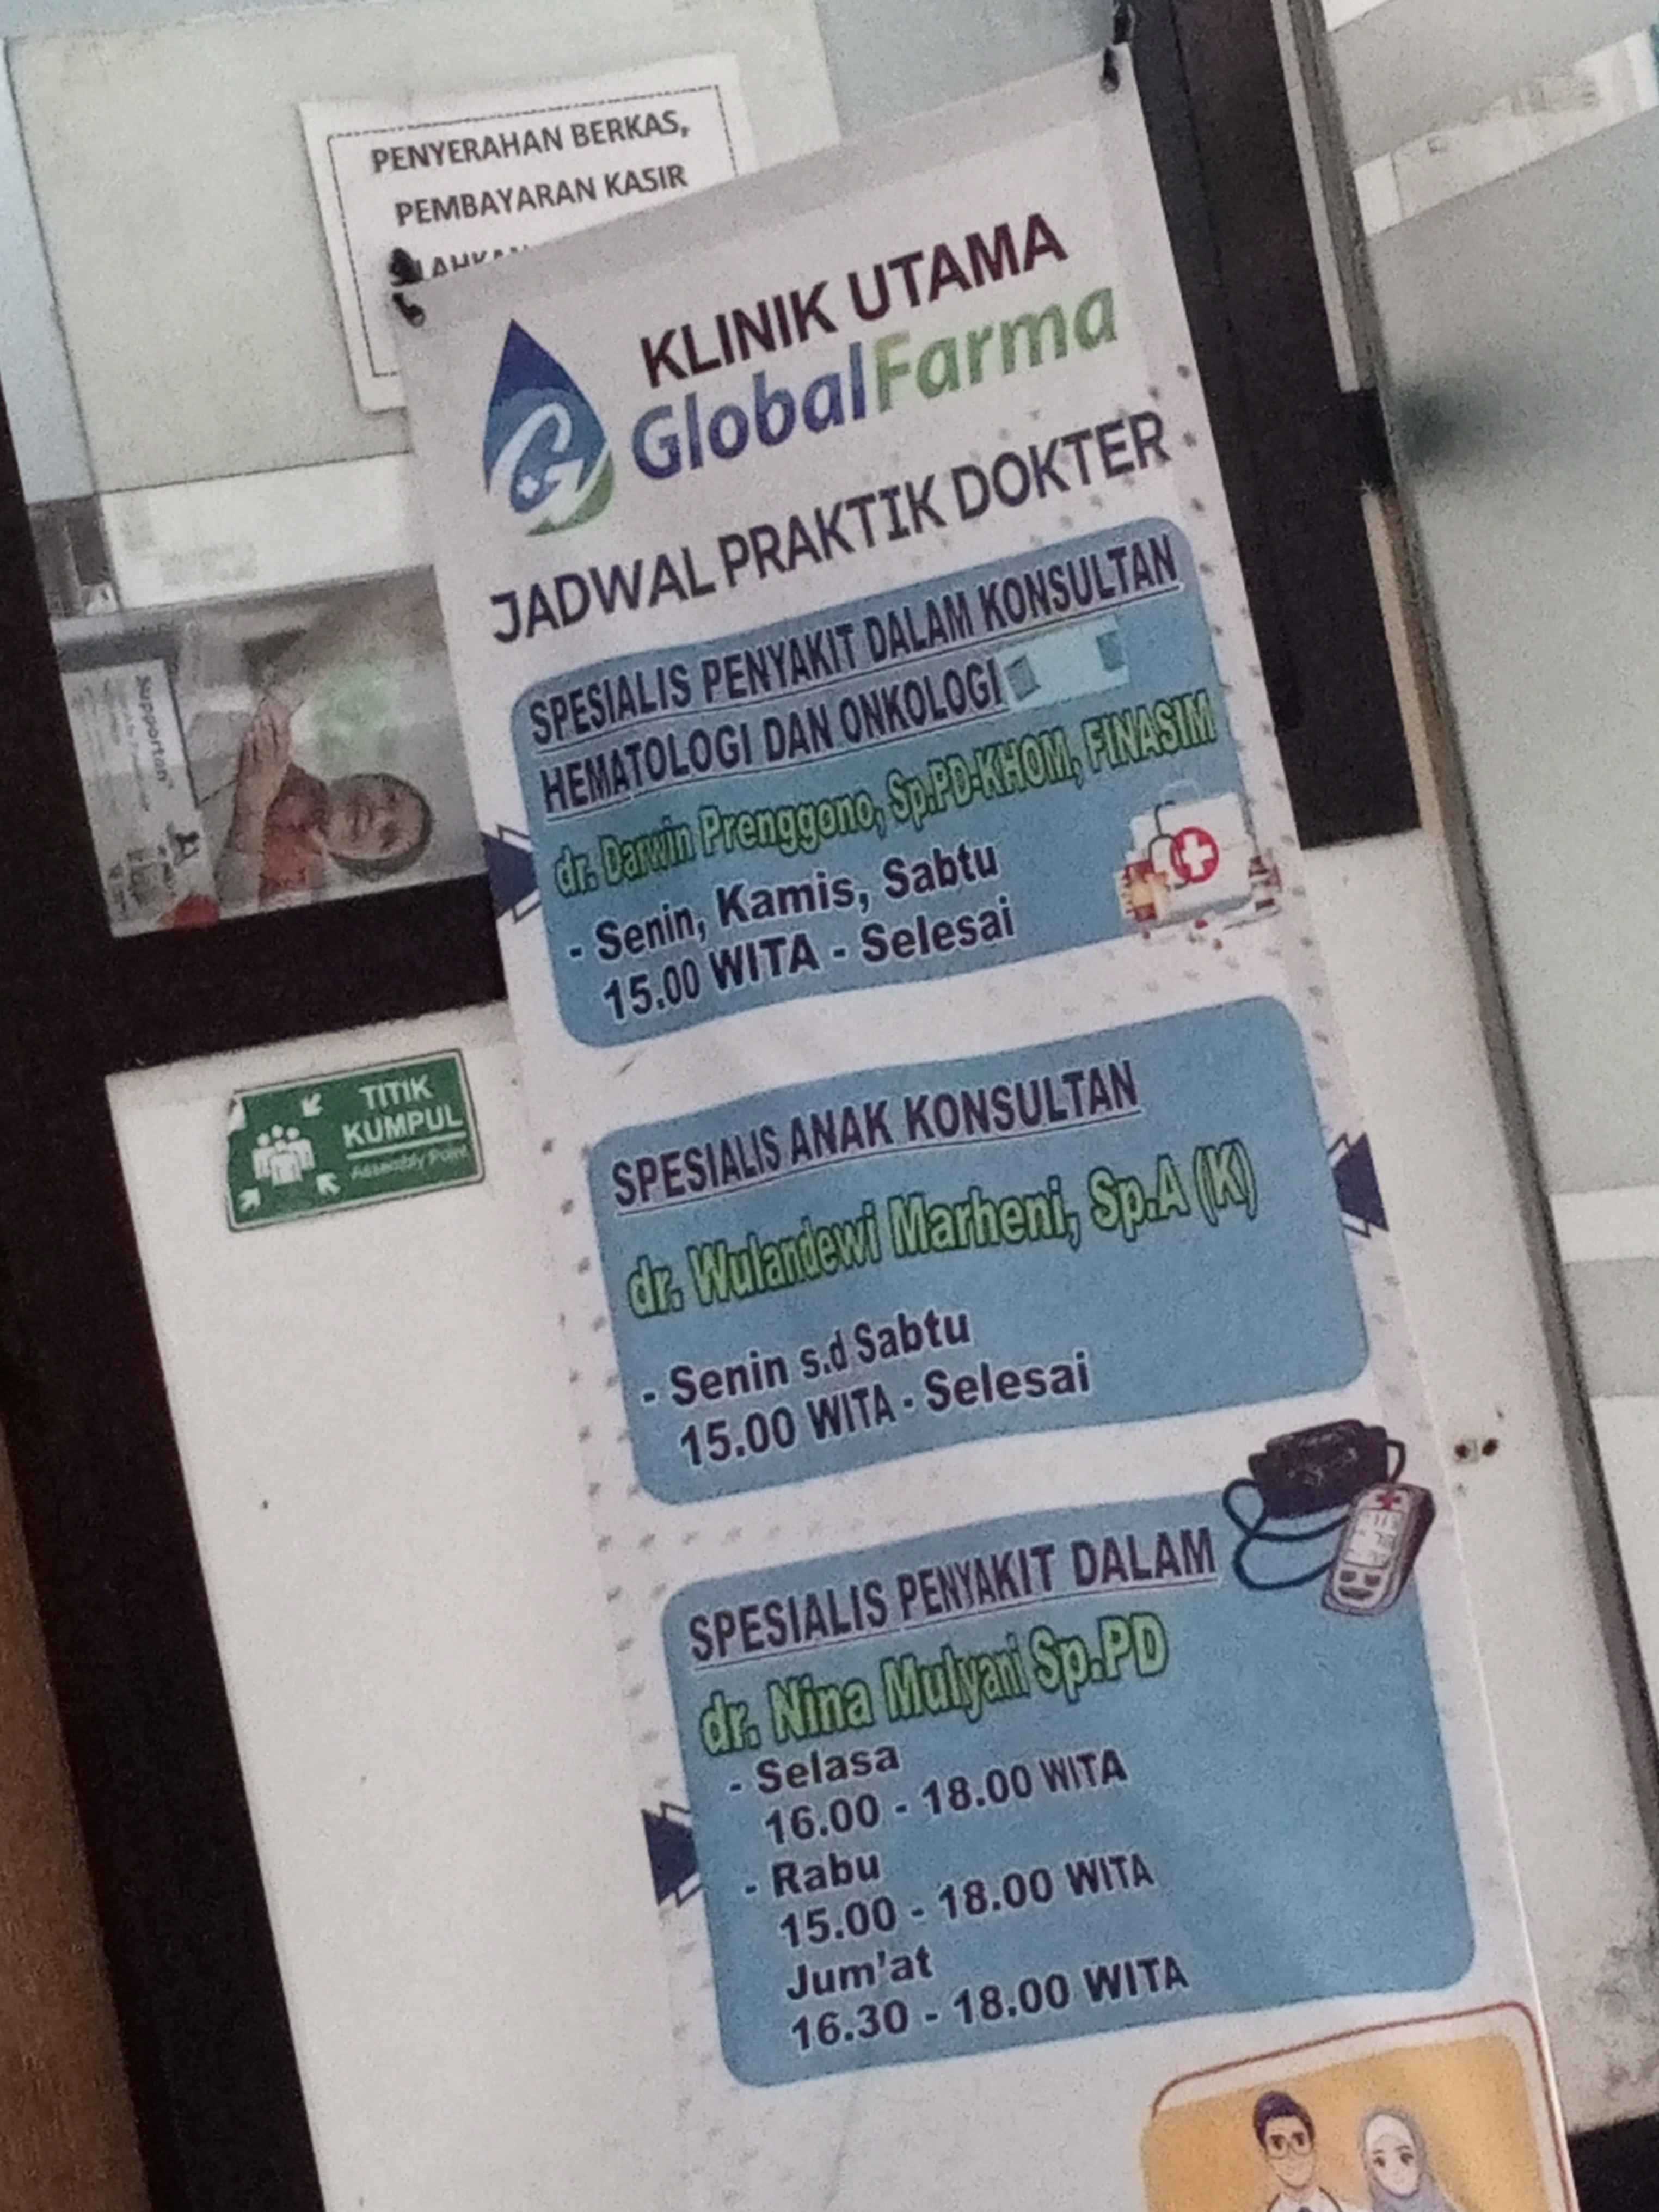 PENYERAHAN BERKAS,
PEMBAYARAN KASIR
KLINIK UTAMA
GlobalFarma
JADWAL PRAKTIK DOKTER
SPESIALIS PENYAKIT DALAM KONSULTAN
HEMATOLOGI DAN ONKOLOGI
dr. Darwin Prenggono, Sp.PD-KHOM, FINASIM
- Senin, Kamis, Sabtu
15.00 WITA - Selesai
TITIK
KUMPUL
Assembly Point
SPESIALIS ANAK KONSULTAN
dr. Wulandewi Marheni, Sp.A (K)
- Senin s.d Sabtu
15.00 WITA - Selesai
SPESIALIS PENYAKIT DALAM
dr. Nina Mulyani Sp.PD
- Selasa
16.00 - 18.00 WITA
- Rabu
15.00 - 18.00 WITA
Jum'at
16.30 - 18.00 WITA